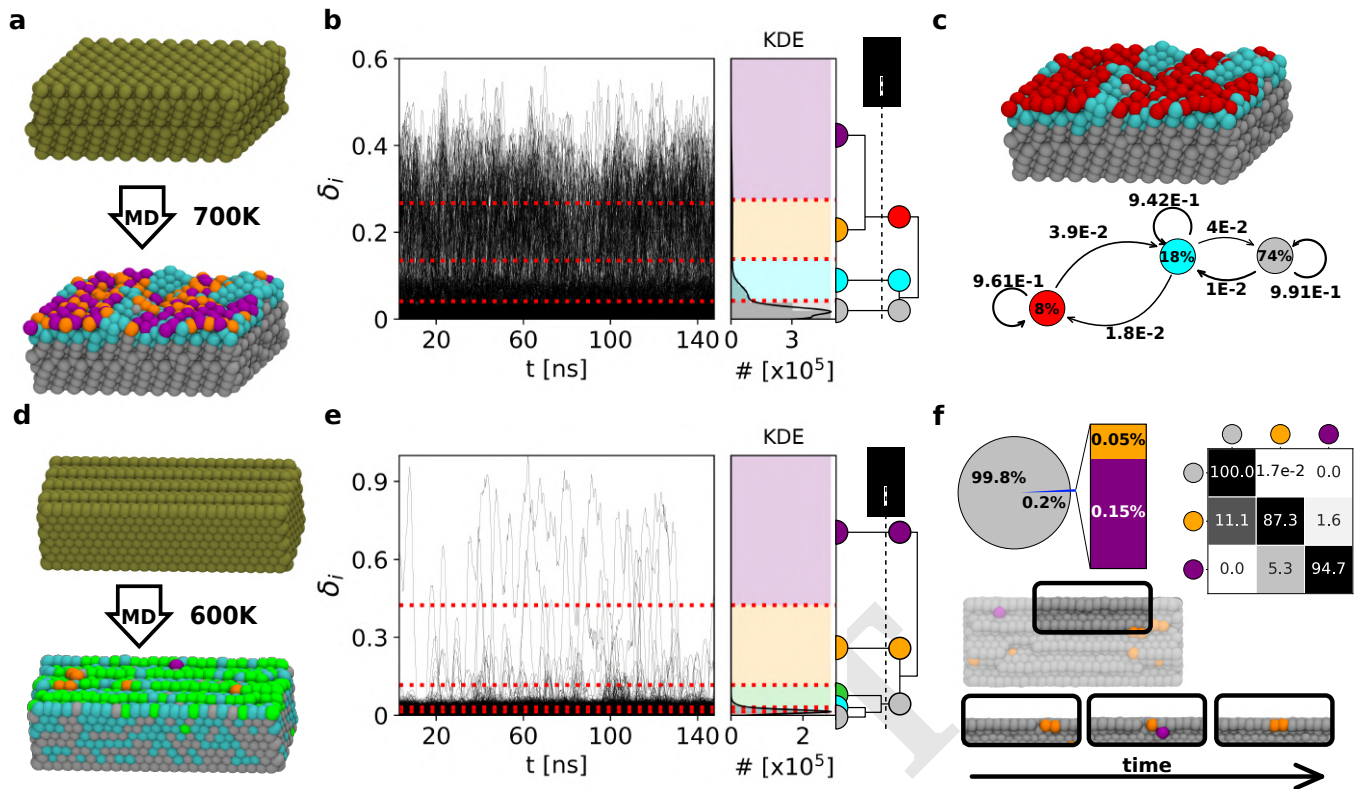 a
MD
700K
b
KDE
0.6
0.4
0.2
0
δi
20
60
100
140
t [ns]
0
3
# [x10^5]
c
9.42E-1
3.9E-2
4E-2
18%
74%
9.61E-1
1E-2
9.91E-1
8%
1.8E-2
d
MD
600K
e
KDE
0.9
0.6
0.3
0
δi
20
60
100
140
t [ns]
0
2
# [x10^5]
T
f
99.8%
0.2%
0.05%
0.15%
100.0 1.7e-2 0.0
11.1 87.3 1.6
0.0 5.3 94.7
time